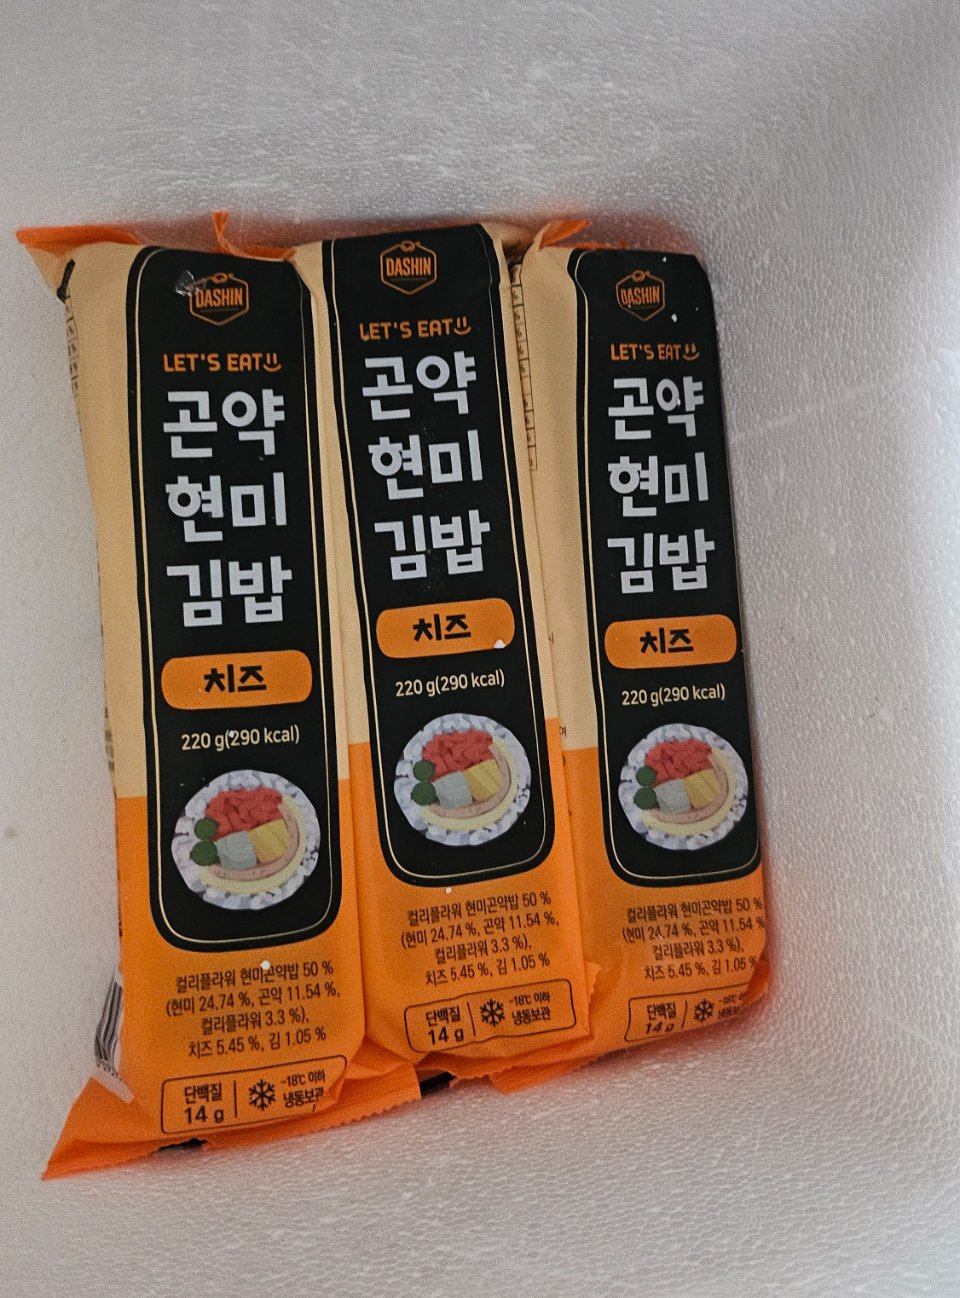 DASHIN
LET'S EAT
곤약
현미
김밥
치즈
220 g(290 kcal)
컬리플라워 현미곤약밥 50 %
(현미 24.74 %, 곤약 11.54 %,
컬리플라워 3.3 %),
치즈 5.45 %, 김 1.05 %
단백질
14 g
-18℃ 이하
냉동보관
DASHIN
LET'S EAT
곤약
현미
김밥
치즈
220 g(290 kcal)
컬리플라워 현미곤약밥 50 %
(현미 24.74 %, 곤약 11.54 %,
컬리플라워 3.3 %),
치즈 5.45 %, 김 1.05 %
단백질
14 g
-18℃ 이하
냉동보관
DASHIN
LET'S EAT
곤약
현미
김밥
치즈
220 g(290 kcal)
컬리플라워 현미곤약밥 50 %
(현미 24.74 %, 곤약 11.54 %
컬리플라워 3.3 %),
치즈 5.45 %, 김 1.05 %
단백질
14 g
-18℃
냉동보관